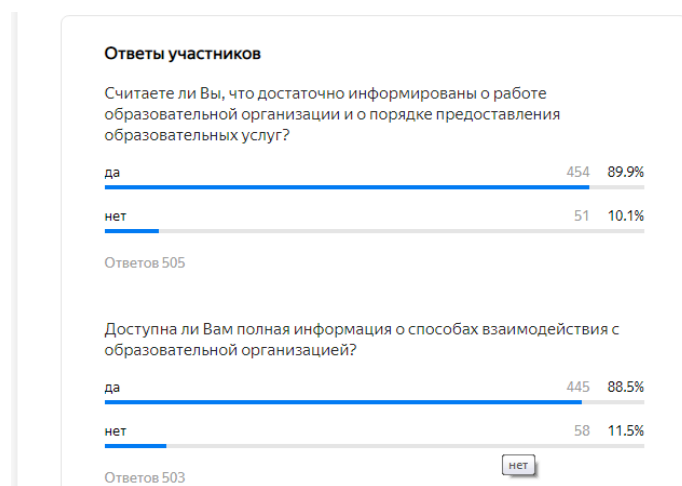 Ответы участников
Считаете ли Вы, что достаточно информированы о работе
образовательной организации и о порядке предоставления
образовательных услуг?
да 454 89.9%
нет 51 10.1%
Ответов 505
Доступна ли Вам полная информация о способах взаимодействия с
образовательной организацией?
да 445 88.5%
нет 58 11.5%
нет
Ответов 503